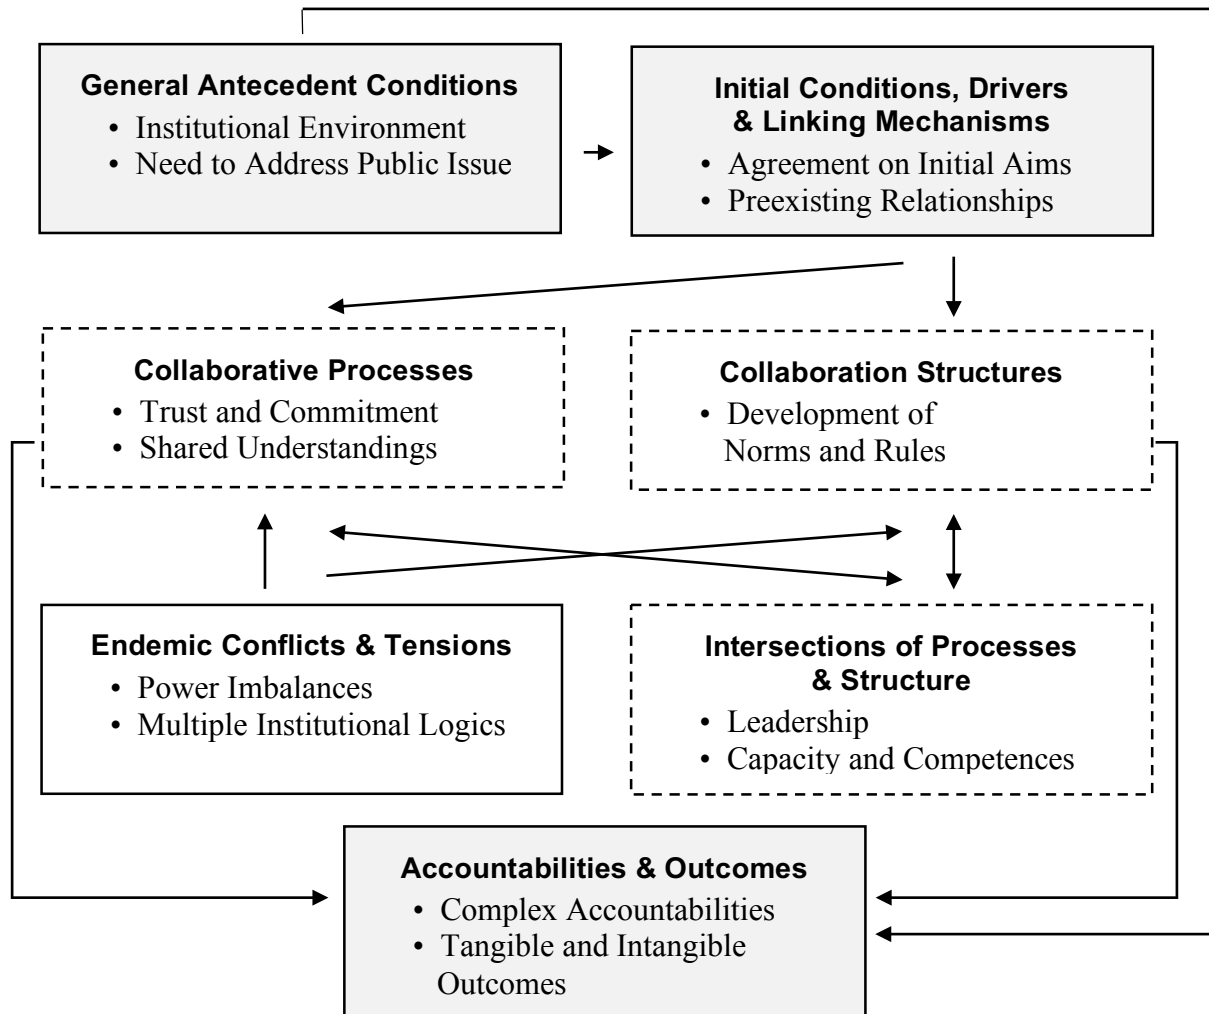 General Antecedent Conditions
• Institutional Environment
• Need to Address Public Issue
Initial Conditions, Drivers
& Linking Mechanisms
• Agreement on Initial Aims
• Preexisting Relationships
Collaborative Processes
• Trust and Commitment
• Shared Understandings
Collaboration Structures
• Development of
Norms and Rules
Endemic Conflicts & Tensions
• Power Imbalances
• Multiple Institutional Logics
Intersections of Processes
& Structure
• Leadership
• Capacity and Competences
Accountabilities & Outcomes
• Complex Accountabilities
• Tangible and Intangible
Outcomes